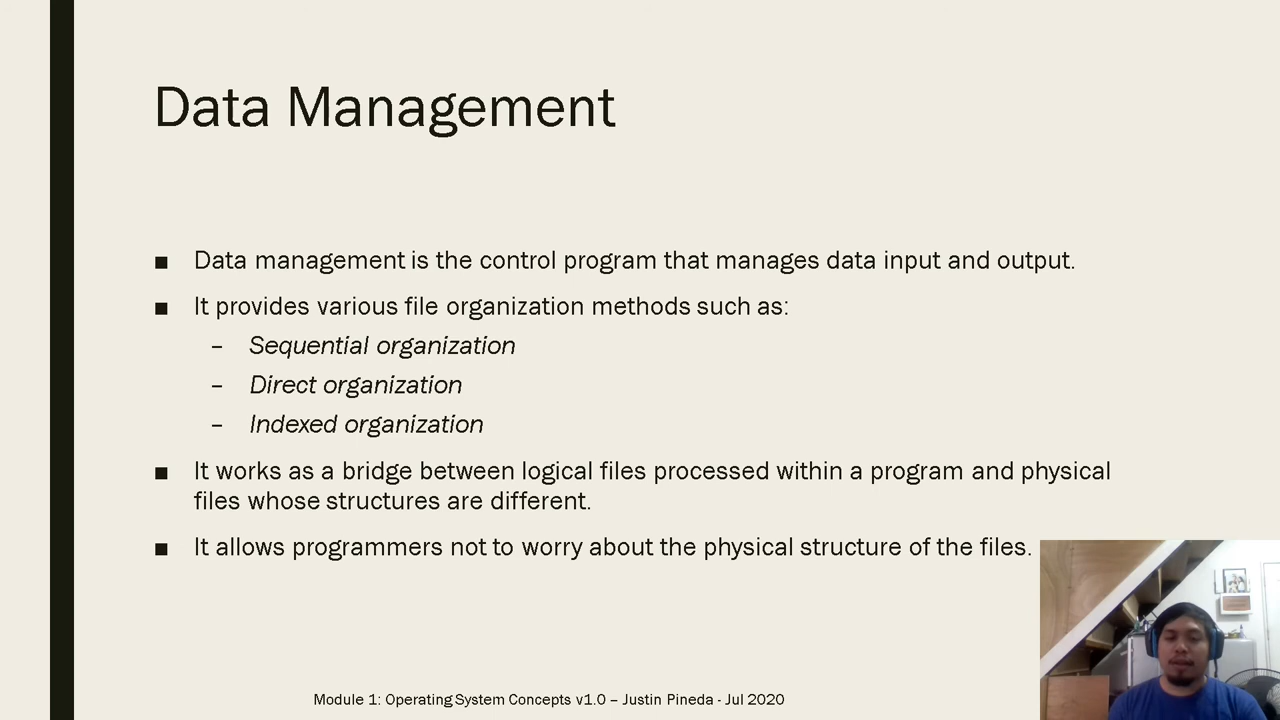 Data Management
■ Data management is the control program that manages data input and output.
■ It provides various file organization methods such as:
– Sequential organization
– Direct organization
– Indexed organization
■ It works as a bridge between logical files processed within a program and physical
files whose structures are different.
■ It allows programmers not to worry about the physical structure of the files.
Module 1: Operating System Concepts v1.0 – Justin Pineda - Jul 2020